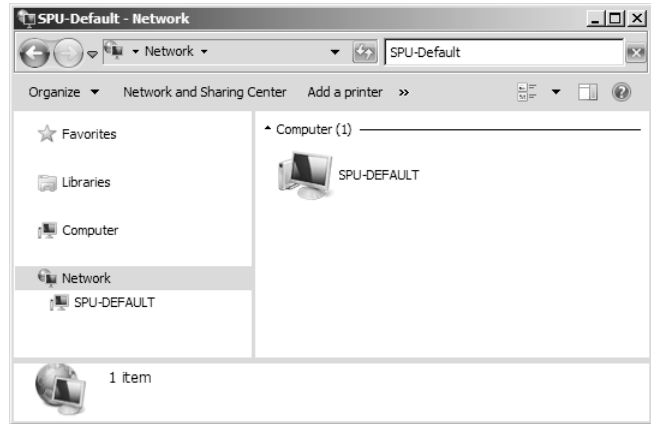 SPU-Default - Network
Network
SPU-Default
Organize Network and Sharing Center Add a printer »
Favorites
Libraries
Computer
Network
SPU-DEFAULT
Computer (1)
SPU-DEFAULT
1 item